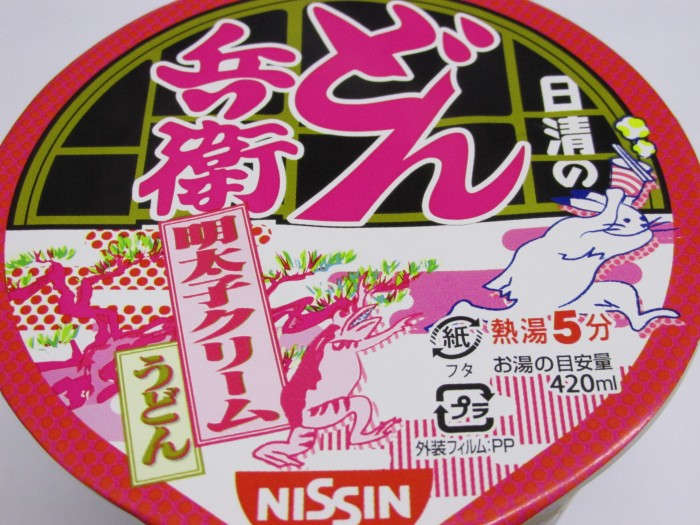 日清の
どん
兵衛
明太子クリーム
うどん
紙
フタ
熱湯5分
お湯の目安量
420ml
プラ
外装フィルム:PP
NISSIN